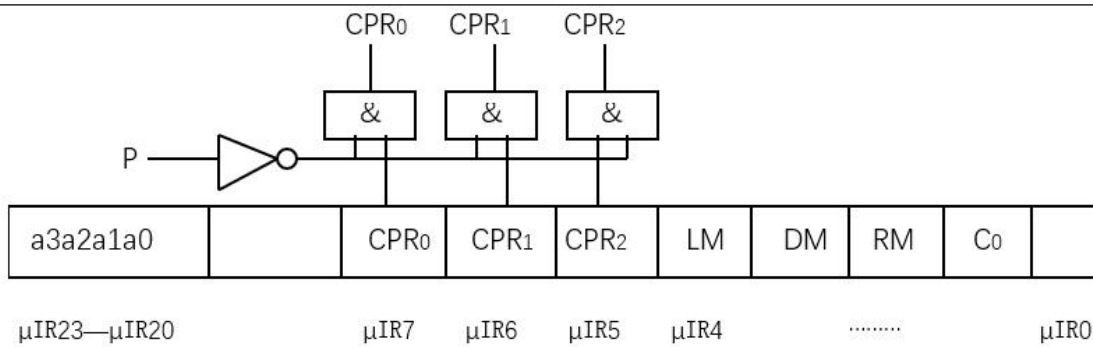 CPR0 CPR1 CPR2
& & &
P
a3a2a1a0 CPR0 CPR1 CPR2 LM DM RM C0
μIR23—μIR20 μIR7 μIR6 μIR5 μIR4 ········· μIR0